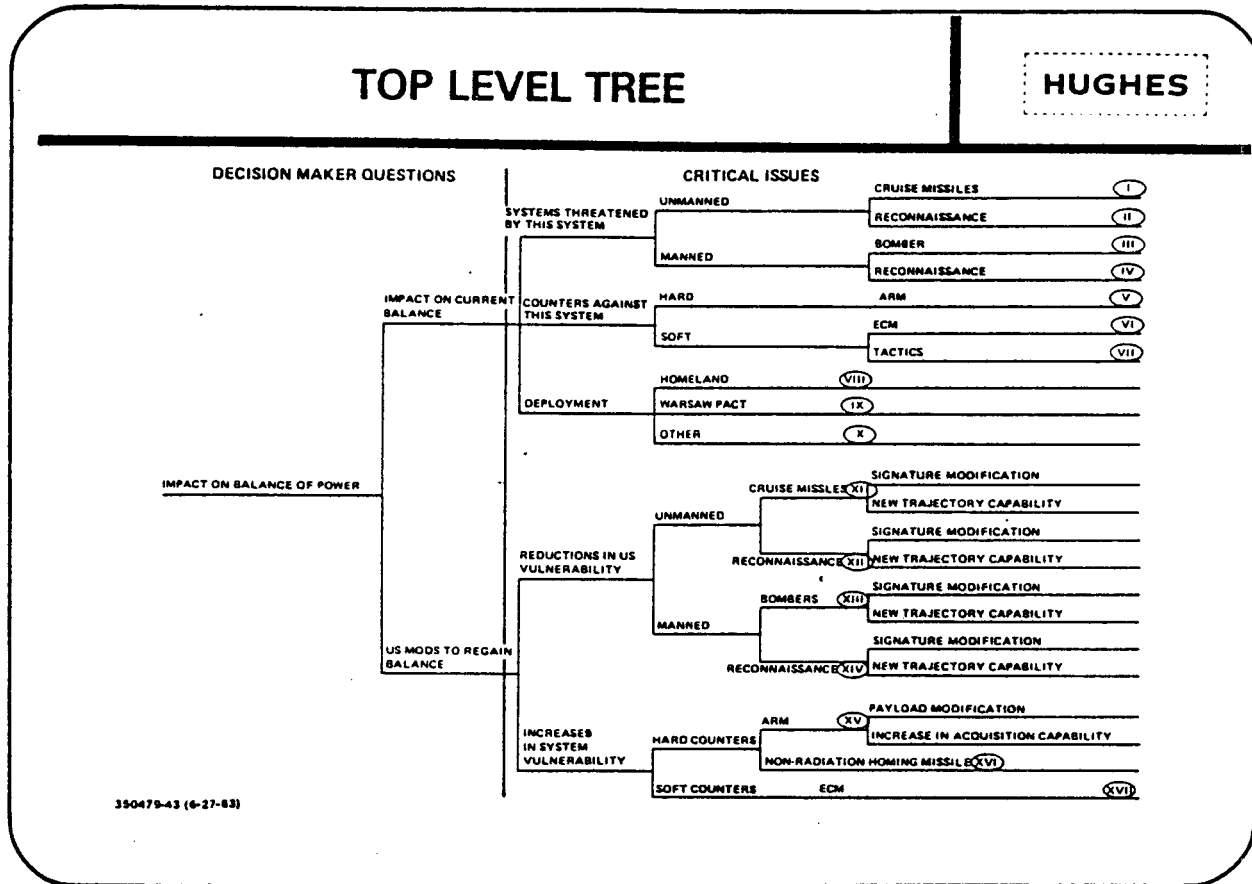 TOP LEVEL TREE
HUGHES
DECISION MAKER QUESTIONS
CRITICAL ISSUES
CRUISE MISSILES
I
UNMANNED
SYSTEMS THREATENED
BY THIS SYSTEM
RECONNAISSANCE
II
BOMBER
III
MANNED
RECONNAISSANCE
IV
IMPACT ON CURRENT
BALANCE
COUNTERS AGAINST
THIS SYSTEM
HARD
ARM
V
ECM
VI
SOFT
TACTICS
VII
HOMELAND
VIII
DEPLOYMENT
WARSAW PACT
IX
OTHER
X
IMPACT ON BALANCE OF POWER
SIGNATURE MODIFICATION
CRUISE MISSLES
XI
NEW TRAJECTORY CAPABILITY
UNMANNED
SIGNATURE MODIFICATION
REDUCTIONS IN US
VULNERABILITY
RECONNAISSANCE
XII
NEW TRAJECTORY CAPABILITY
SIGNATURE MODIFICATION
BOMBERS
XIII
NEW TRAJECTORY CAPABILITY
MANNED
SIGNATURE MODIFICATION
US MODS TO REGAIN
BALANCE
RECONNAISSANCE
XIV
NEW TRAJECTORY CAPABILITY
PAYLOAD MODIFICATION
ARM
XV
INCREASES
IN SYSTEM
VULNERABILITY
HARD COUNTERS
INCREASE IN ACQUISITION CAPABILITY
NON-RADIATION HOMING MISSILE
XVI
SOFT COUNTERS
ECM
XVII
350479-43 (6-27-83)